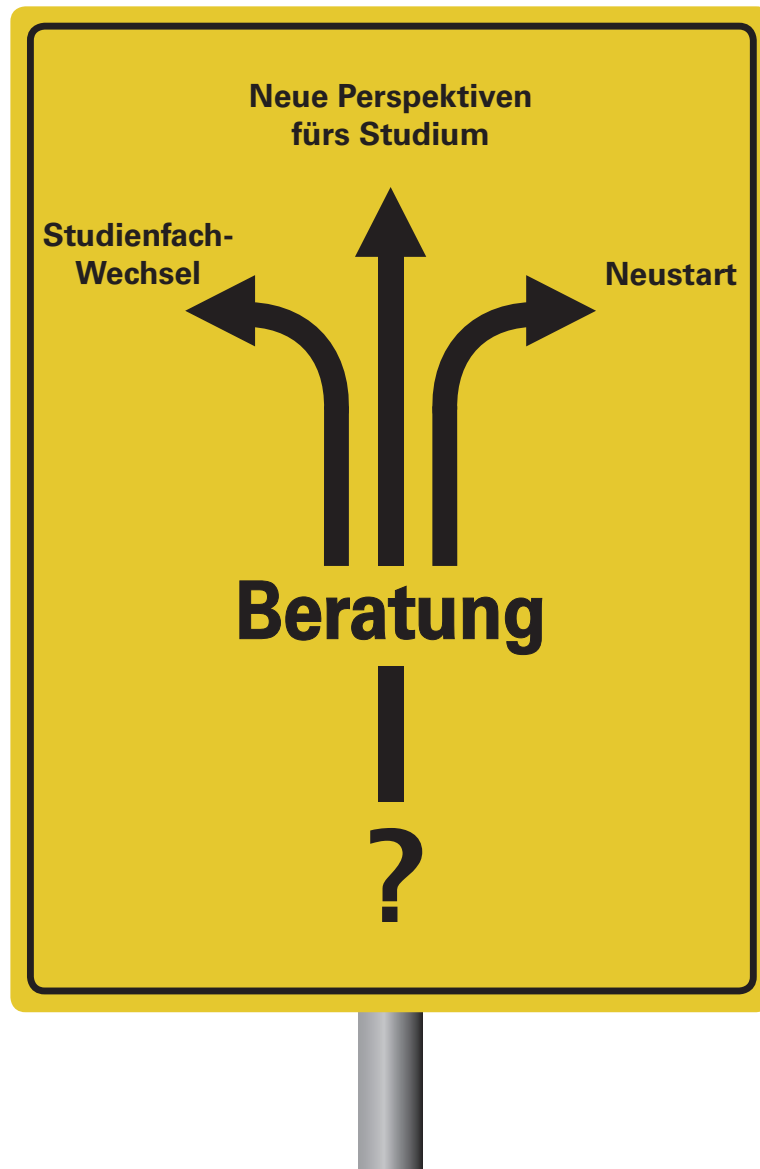 Neue Perspektiven
fürs Studium
Studienfach-
Wechsel
Neustart
Beratung
?